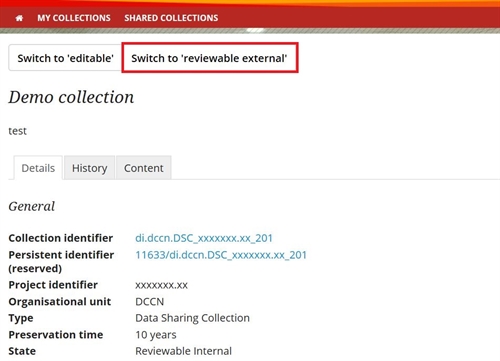 MY COLLECTIONS SHARED COLLECTIONS
Switch to 'editable' Switch to 'reviewable external'
Demo collection
test
Details History Content
General
Collection identifier di.dccn.DSC_xxxxxxx.xx_201
Persistent identifier 11633/di.dccn.DSC_xxxxxxx.xx_201
(reserved)
Project identifier xxxxxxx.xx
Organisational unit DCCN
Type Data Sharing Collection
Preservation time 10 years
State Reviewable Internal